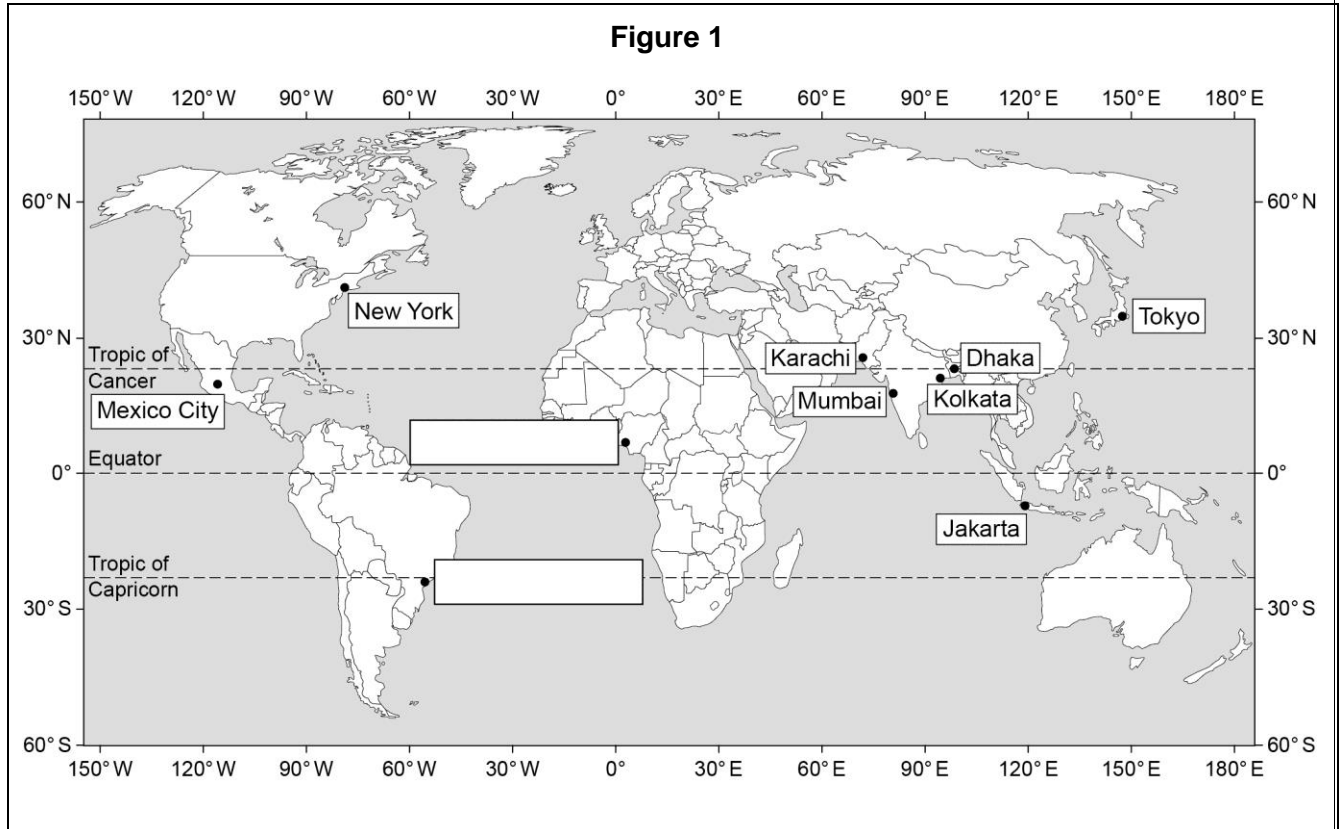 Figure 1
150° W 120° W 90° W 60° W 30° W 0° 30° E 60° E 90° E 120° E 150° E 180° E
60° N 60° N
New York
Tokyo
30° N 30° N
Tropic of
Cancer
Karachi
Dhaka
Mumbai
Kolkata
Mexico City
Equator
0° 0°
Jakarta
Tropic of
Capricorn
30° S 30° S
60° S 60° S
150° W 120° W 90° W 60° W 30° W 0° 30° E 60° E 90° E 120° E 150° E 180° E